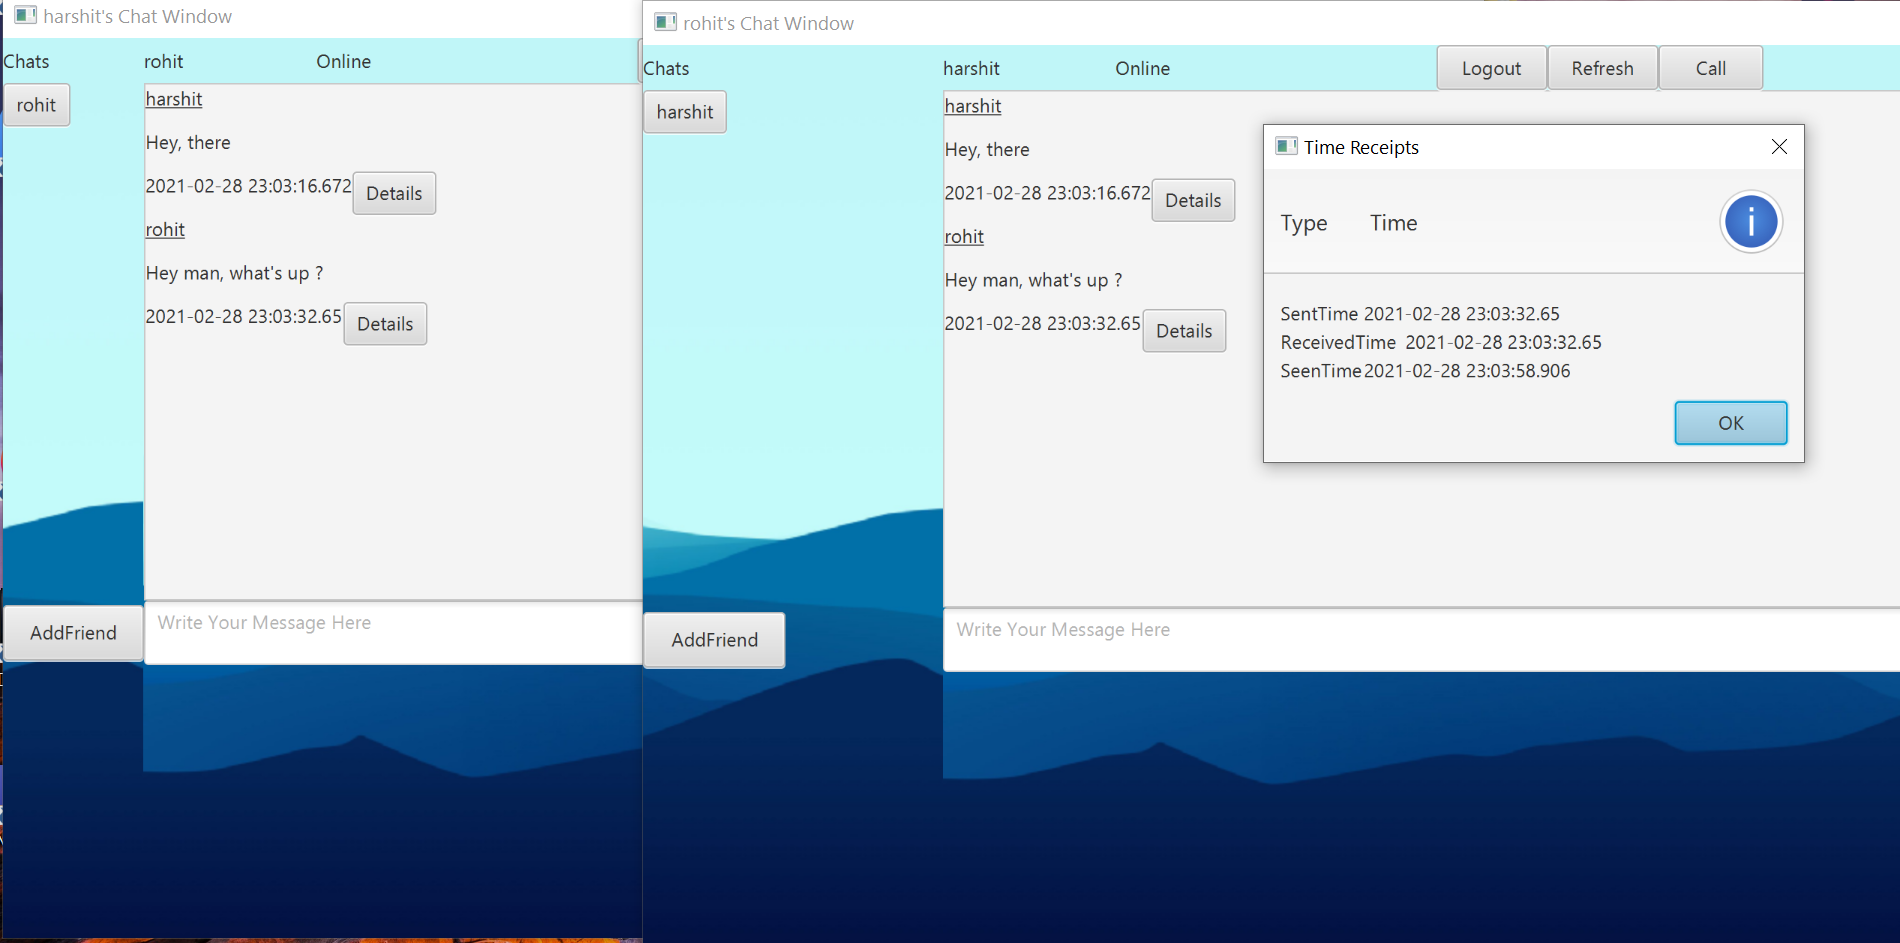 harshit's Chat Window
Chats
rohit
Online
rohit
harshit
Hey, there
2021-02-28 23:03:16.672
Details
rohit
Hey man, what's up ?
2021-02-28 23:03:32.65
Details
AddFriend
Write Your Message Here
rohit's Chat Window
Chats
harshit
Online
Logout
Refresh
Call
harshit
harshit
Hey, there
2021-02-28 23:03:16.672
Details
rohit
Hey man, what's up ?
2021-02-28 23:03:32.65
Details
AddFriend
Write Your Message Here
Time Receipts
Type Time
SentTime 2021-02-28 23:03:32.65
ReceivedTime 2021-02-28 23:03:32.65
SeenTime 2021-02-28 23:03:58.906
OK